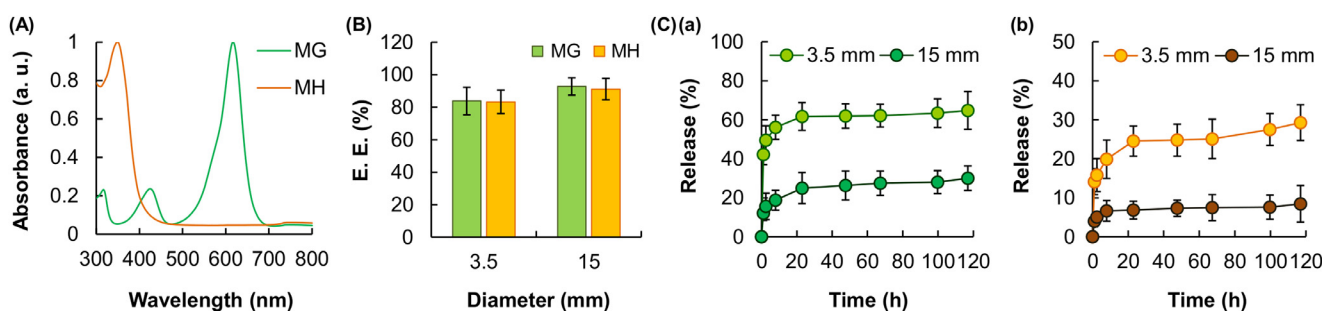 (A)
Absorbance (a. u.)
1
0.8
0.6
0.4
0.2
0
300 400 500 600 700 800
Wavelength (nm)
MG
MH
(B)
E. E. (%)
120
100
80
60
40
20
0
MG MH
3.5 15
Diameter (mm)
(C) (a)
Release (%)
100
80
60
40
20
0
3.5 mm 15 mm
0 20 40 60 80 100 120
Time (h)
(b)
Release (%)
50
40
30
20
10
0
3.5 mm 15 mm
0 20 40 60 80 100 120
Time (h)